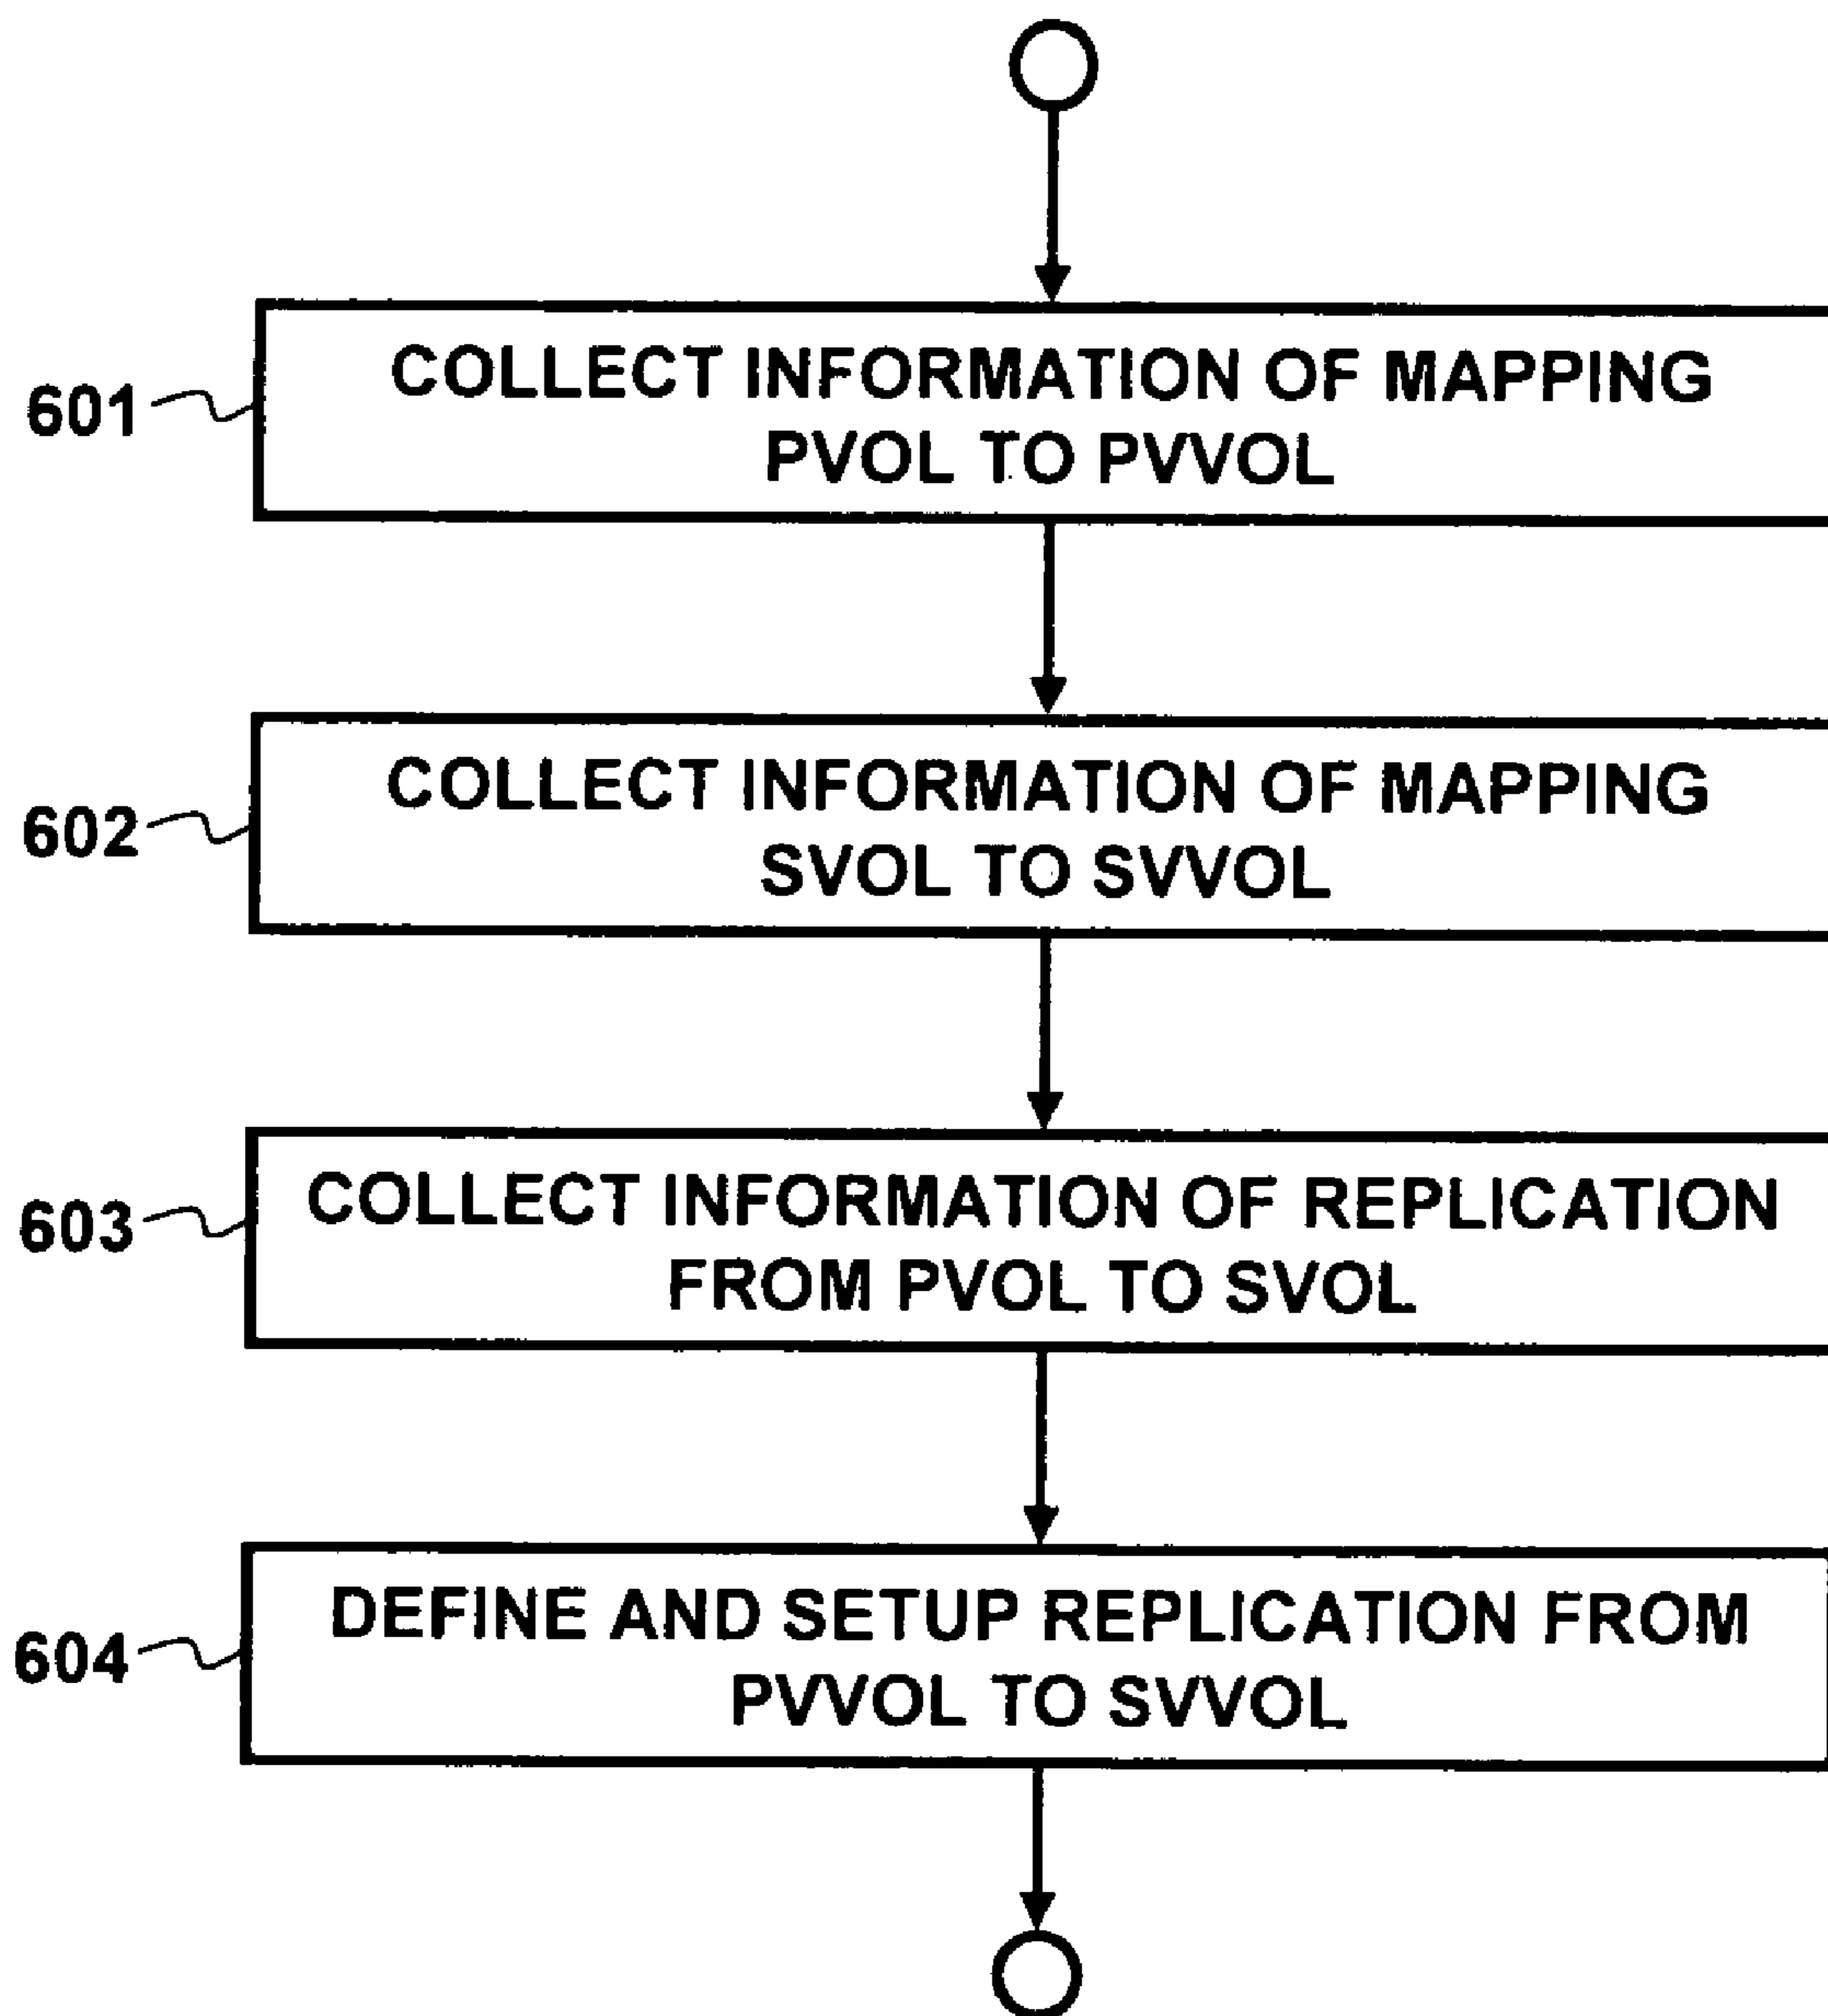 601
COLLECT INFORMATION OF MAPPING
PVOL TO PVVOL
602
COLLECT INFORMATION OF MAPPING
SVOL TO SVVOL
603
COLLECT INFORMATION OF REPLICATION
FROM PVOL TO SVOL
604
DEFINE AND SETUP REPLICATION FROM
PVVOL TO SVVOL